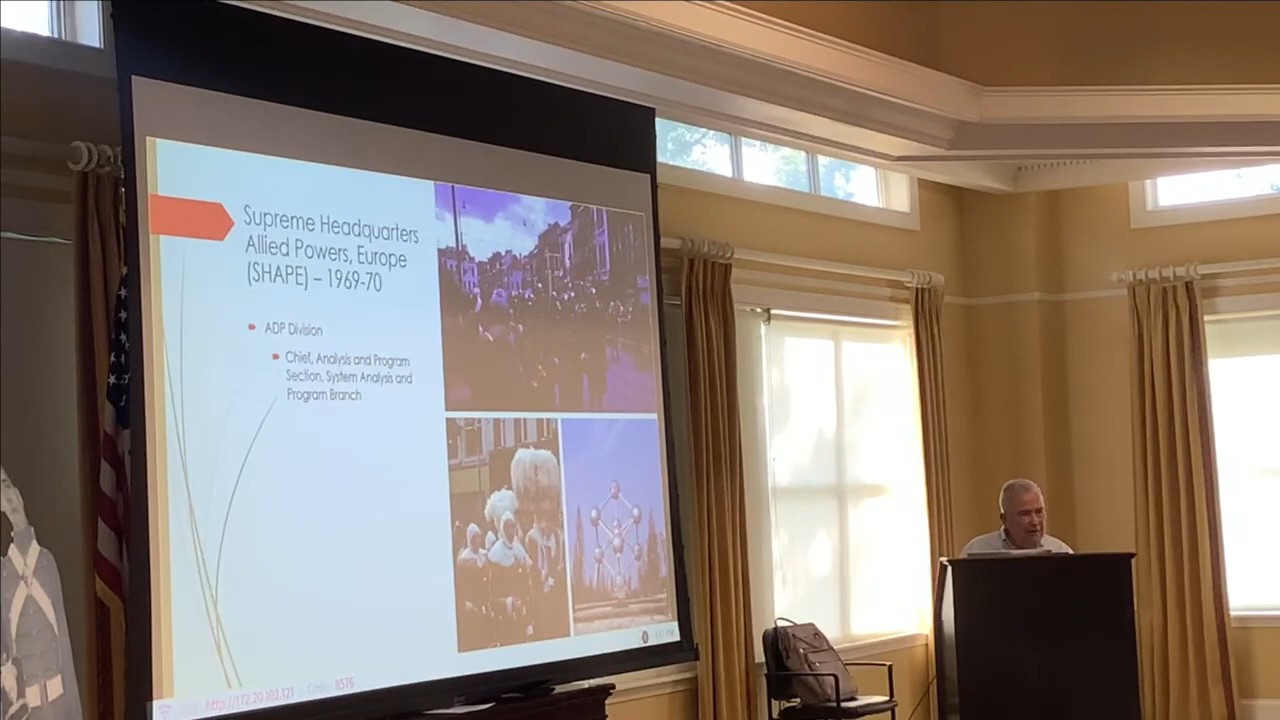 Supreme Headquarters
Allied Powers, Europe
(SHAPE) – 1969-70
ADP Division
Chief, Analysis and Program
Section, System Analysis and
Program Branch
http://172.20.102.121 Code: 8576